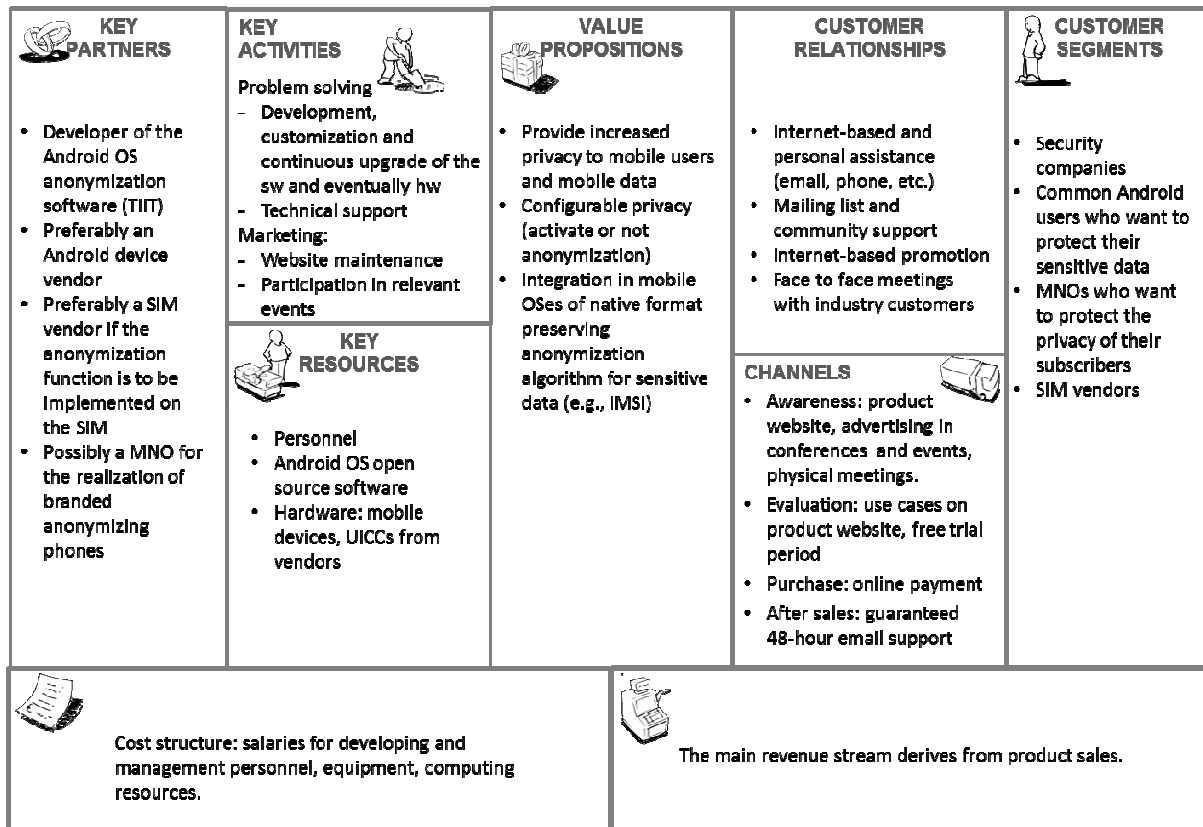 KEY
PARTNERS
• Developer of the
Android OS
anonymization
software (TIIT)
• Preferably an
Android device
vendor
• Preferably a SIM
vendor if the
anonymization
function is to be
implemented on
the SIM
• Possibly a MNO for
the realization of
branded
anonymizing
phones
KEY
ACTIVITIES
Problem solving
- Development,
customization and
continuous upgrade of the
sw and eventually hw
- Technical support
Marketing:
- Website maintenance
- Participation in relevant
events
KEY
RESOURCES
• Personnel
• Android OS open
source software
• Hardware: mobile
devices, UICCs from
vendors
VALUE
PROPOSITIONS
• Provide increased
privacy to mobile users
and mobile data
• Configurable privacy
(activate or not
anonymization)
• Integration in mobile
OSes of native format
preserving
anonymization
algorithm for sensitive
data (e.g., IMSI)
CUSTOMER
RELATIONSHIPS
• Internet-based and
personal assistance
(email, phone, etc.)
• Mailing list and
community support
• Internet-based promotion
• Face to face meetings
with industry customers
CHANNELS
• Awareness: product
website, advertising in
conferences and events,
physical meetings.
• Evaluation: use cases on
product website, free trial
period
• Purchase: online payment
• After sales: guaranteed
48-hour email support
CUSTOMER
SEGMENTS
• Security
companies
• Common Android
users who want to
protect their
sensitive data
• MNOs who want
to protect the
privacy of their
subscribers
• SIM vendors
Cost structure: salaries for developing and
management personnel, equipment, computing
resources.
The main revenue stream derives from product sales.